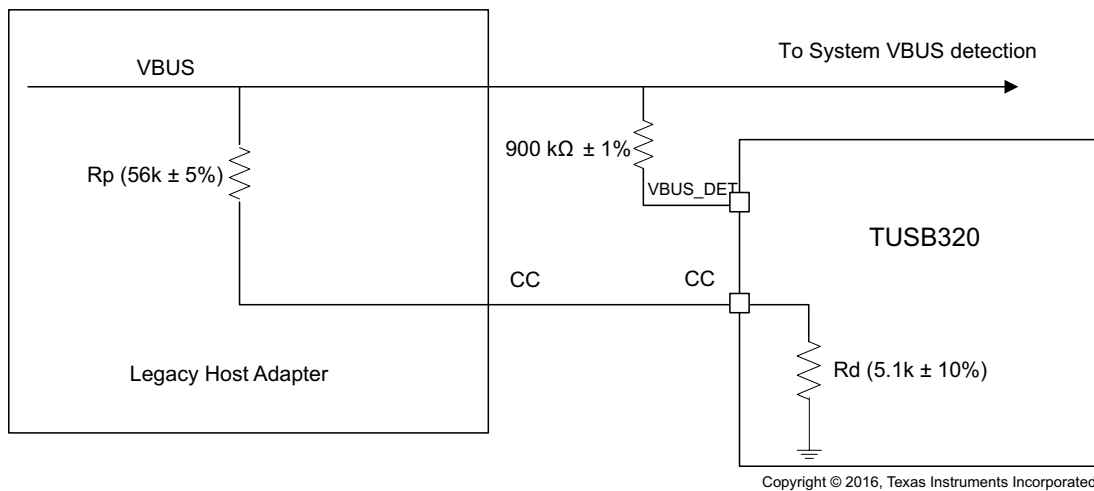 To System VBUS detection
VBUS
900 kΩ ± 1%
Rp (56k ± 5%)
VBUS_DET
TUSB320
CC
CC
Rd (5.1k ± 10%)
Legacy Host Adapter
Copyright © 2016, Texas Instruments Incorporated